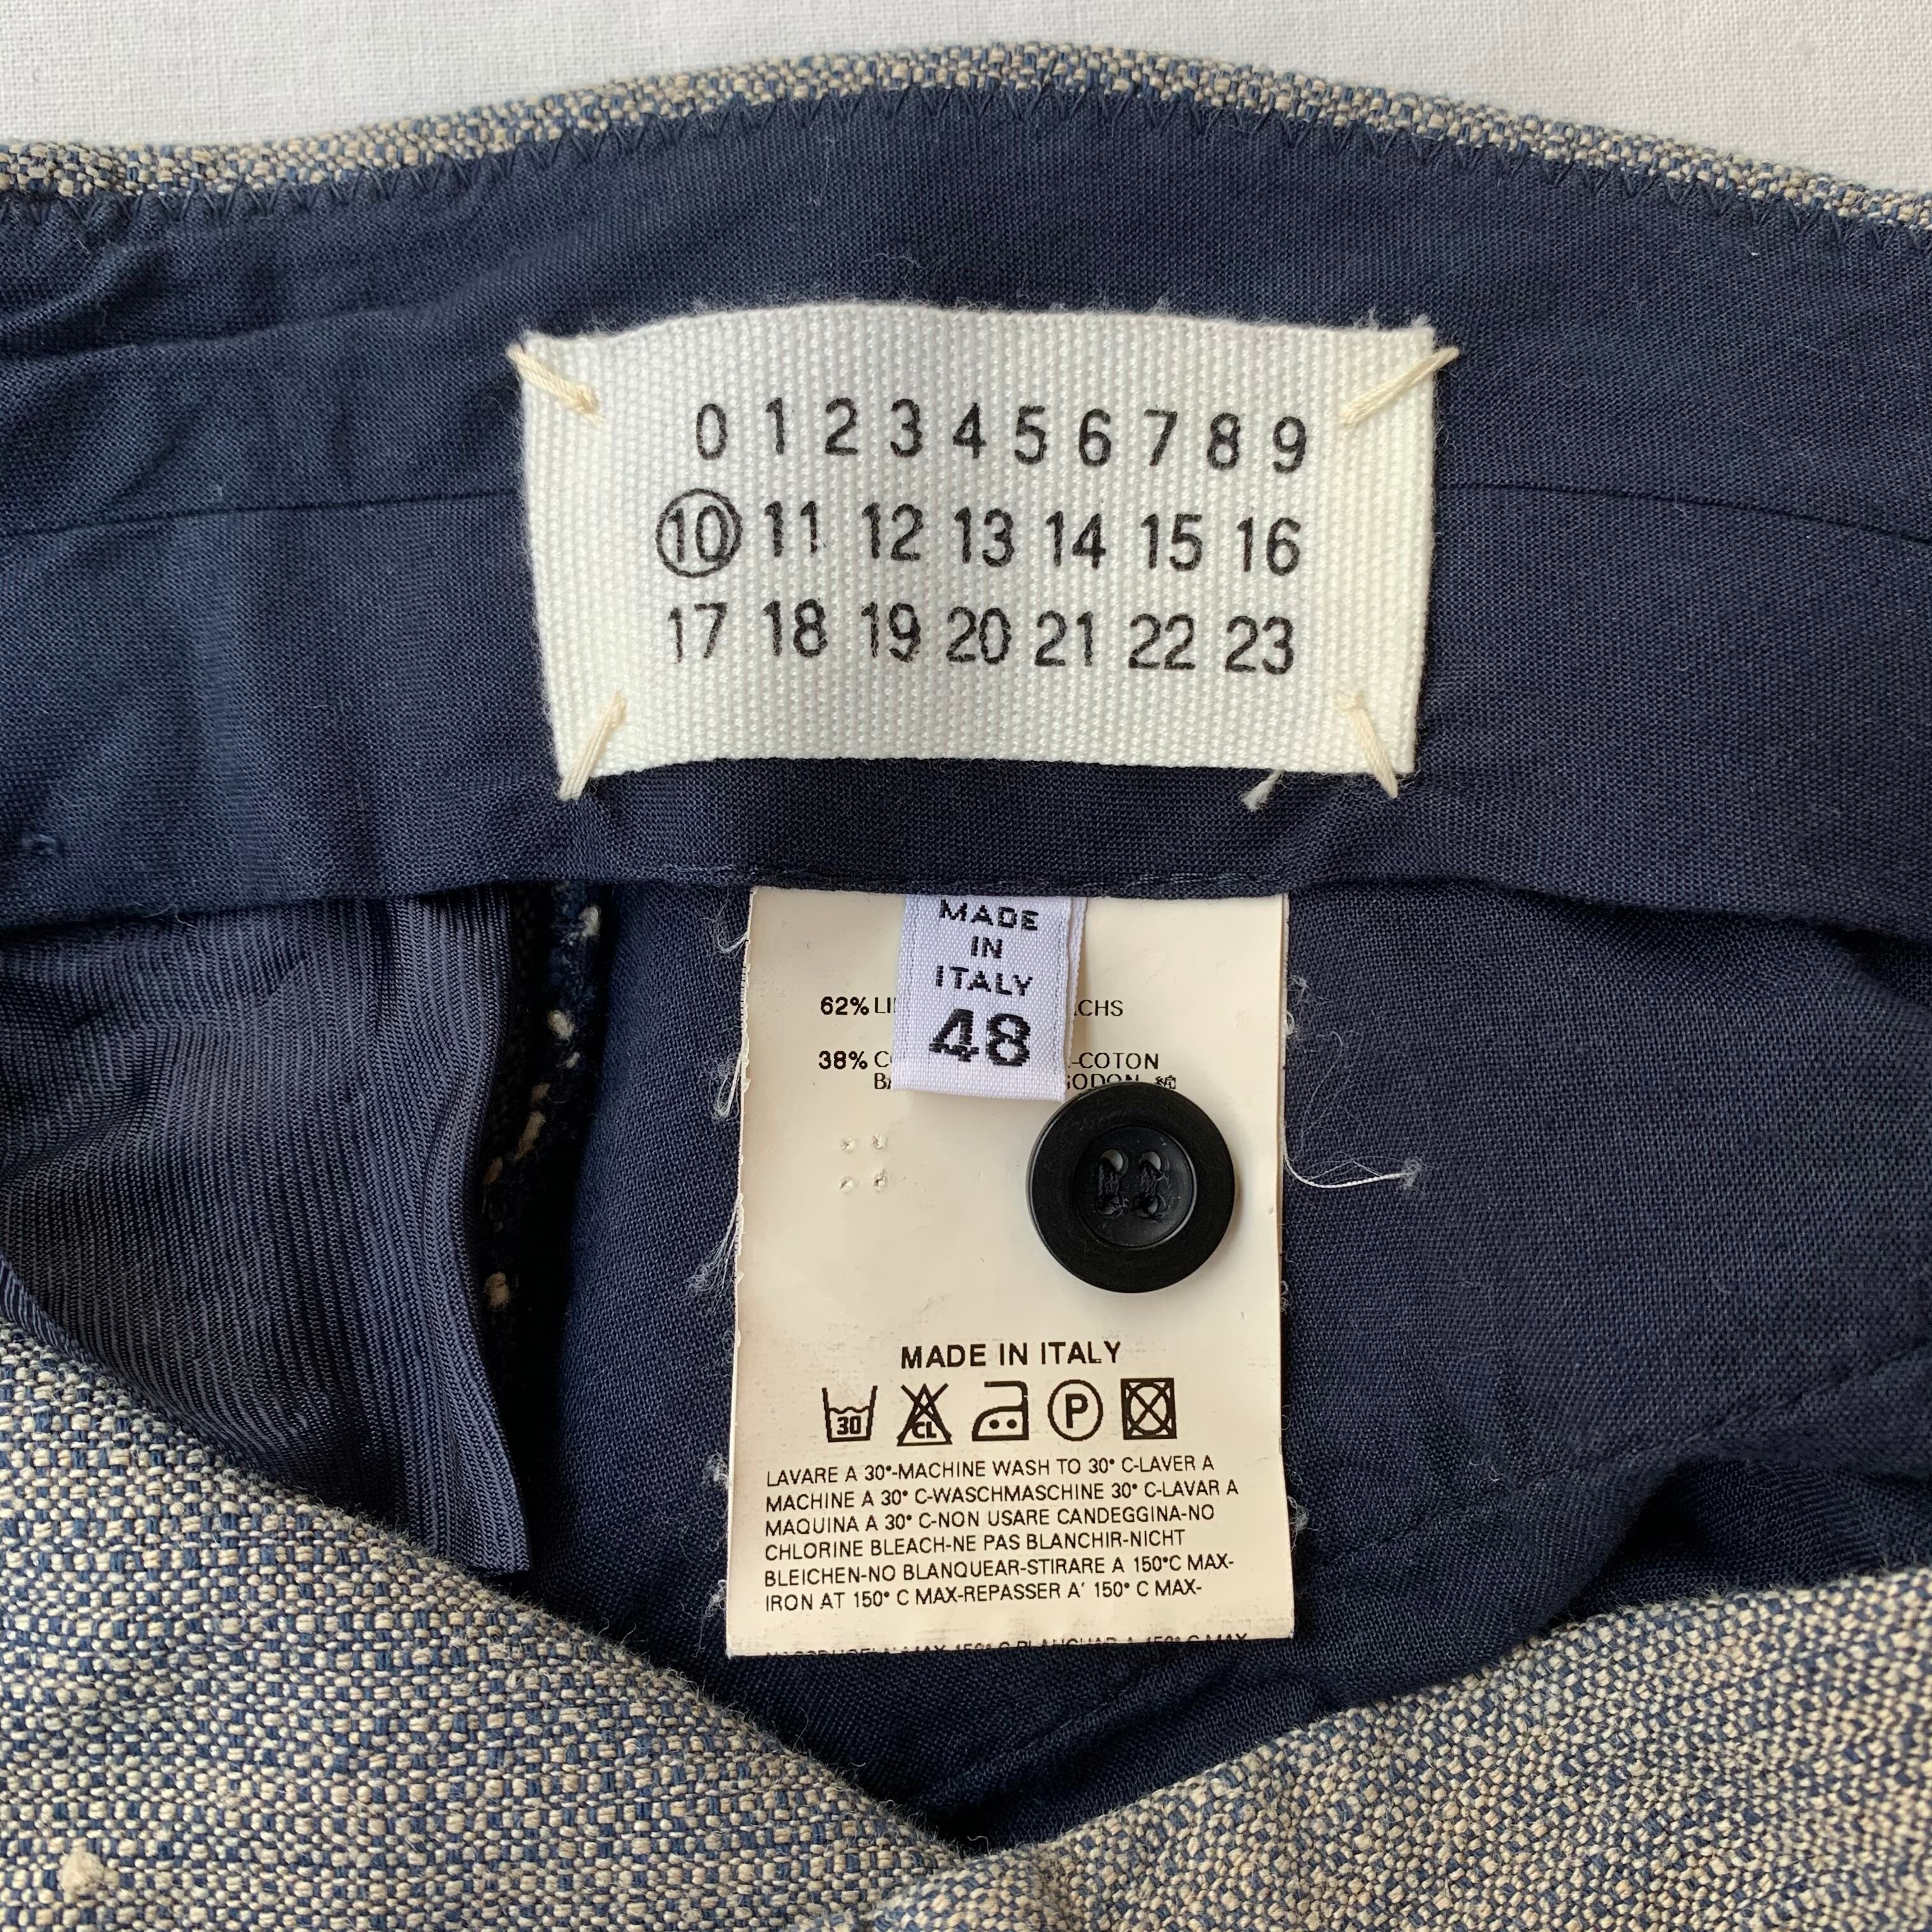 0 1 2 3 4 5 6 7 8 9
10 11 12 13 14 15 16
17 18 19 20 21 22 23
MADE
IN
ITALY
48
62%
38% -COTON
綿
MADE IN ITALY
30 CL P
LAVARE A 30°-MACHINE WASH TO 30° C-LAVER A
MACHINE A 30° C-WASCHMASCHINE 30° C-LAVAR A
MAQUINA A 30° C-NON USARE CANDEGGINA-NO
CHLORINE BLEACH-NE PAS BLANCHIR-NICHT
BLEICHEN-NO BLANQUEAR-STIRARE A 150°C MAX-
IRON AT 150° C MAX-REPASSER A' 150° C MAX-